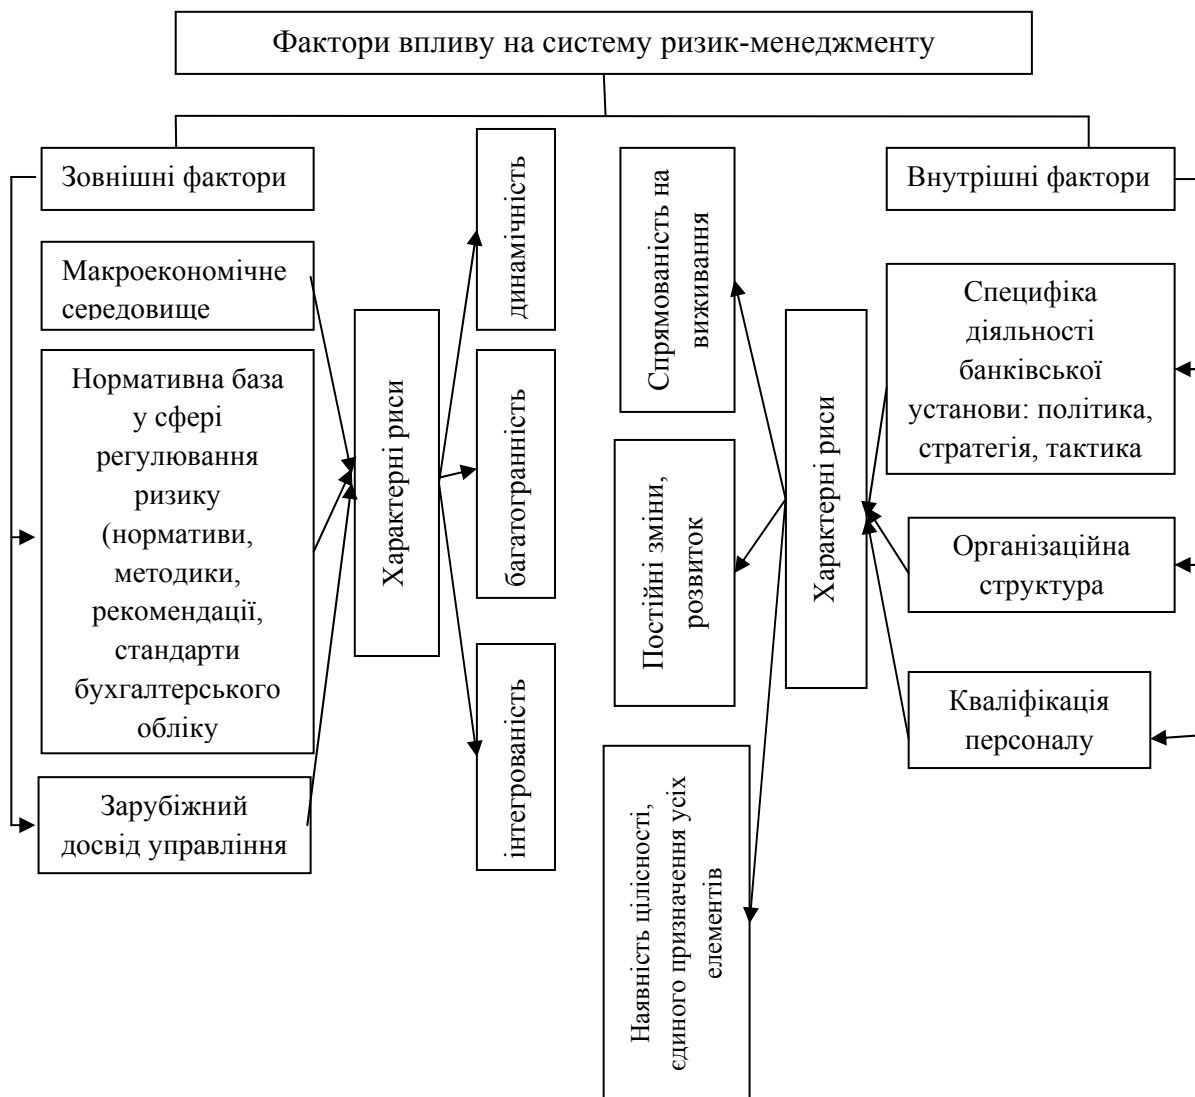 Фактори впливу на систему ризик-менеджменту
Зовнішні фактори
Макроекономічне
середовище
Нормативна база
у сфері
регулювання
ризику
(нормативи,
методики,
рекомендації,
стандарти
бухгалтерського
обліку
Зарубіжний
досвід управління
Характерні риси
динамічність
багатогранність
інтегрованість
Спрямованість на
виживання
Постійні зміни,
розвиток
Наявність цілісності,
єдиного призначення усіх
елементів
Характерні риси
Внутрішні фактори
Специфіка
діяльності
банківської
установи: політика,
стратегія, тактика
Організаційна
структура
Кваліфікація
персоналу